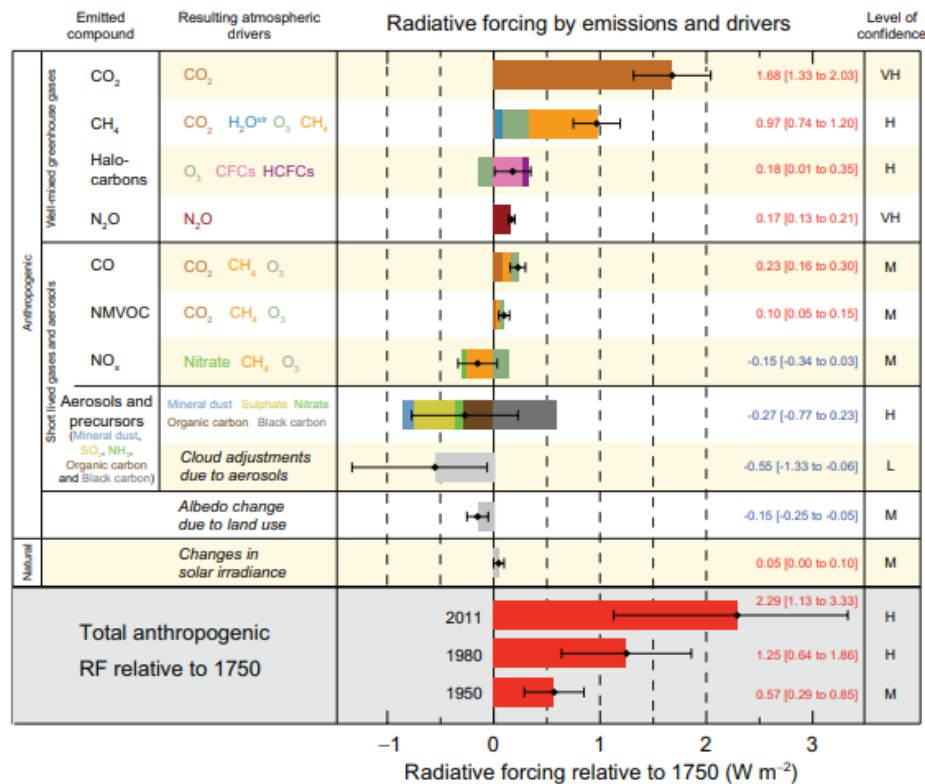 Emitted compound
Resulting atmospheric drivers
Radiative forcing by emissions and drivers
Level of confidence
Anthropogenic
Well-mixed greenhouse gases
CO₂
CO₂
1.68 [1.33 to 2.03]
VH
CH₄
CO₂ H₂Oˢᵗʳ O₃ CH₄
0.97 [0.74 to 1.20]
H
Halo-
carbons
O₃ CFCs HCFCs
0.18 [0.01 to 0.35]
H
N₂O
N₂O
0.17 [0.13 to 0.21]
VH
Short lived gases and aerosols
CO
CO₂ CH₄ O₃
0.23 [0.16 to 0.30]
M
NMVOC
CO₂ CH₄ O₃
0.10 [0.05 to 0.15]
M
NOₓ
Nitrate CH₄ O₃
-0.15 [-0.34 to 0.03]
M
Aerosols and
precursors
(Mineral dust,
SO₂, NH₃,
Organic carbon
and Black carbon)
Mineral dust Sulphate Nitrate
Organic carbon Black carbon
-0.27 [-0.77 to 0.23]
H
Cloud adjustments
due to aerosols
-0.55 [-1.33 to -0.06]
L
Albedo change
due to land use
-0.15 [-0.25 to -0.05]
M
Natural
Changes in
solar irradiance
0.05 [0.00 to 0.10]
M
Total anthropogenic
RF relative to 1750
2011
2.29 [1.13 to 3.33]
H
1980
1.25 [0.64 to 1.86]
H
1950
0.57 [0.29 to 0.85]
M
−1 0 1 2 3
Radiative forcing relative to 1750 (W m⁻²)